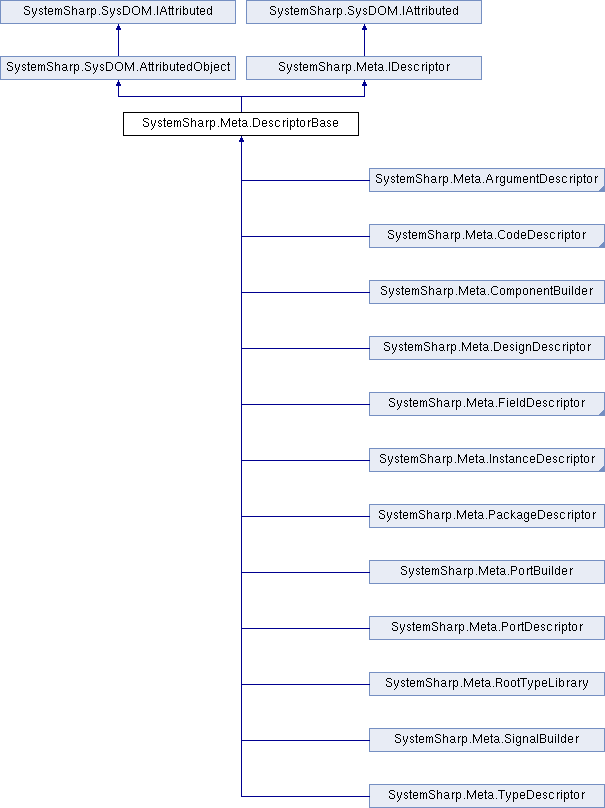 SystemSharp.SysDOM.IAttributed
SystemSharp.SysDOM.IAttributed
SystemSharp.SysDOM.AttributedObject
SystemSharp.Meta.IDescriptor
SystemSharp.Meta.DescriptorBase
SystemSharp.Meta.ArgumentDescriptor
SystemSharp.Meta.CodeDescriptor
SystemSharp.Meta.ComponentBuilder
SystemSharp.Meta.DesignDescriptor
SystemSharp.Meta.FieldDescriptor
SystemSharp.Meta.InstanceDescriptor
SystemSharp.Meta.PackageDescriptor
SystemSharp.Meta.PortBuilder
SystemSharp.Meta.PortDescriptor
SystemSharp.Meta.RootTypeLibrary
SystemSharp.Meta.SignalBuilder
SystemSharp.Meta.TypeDescriptor